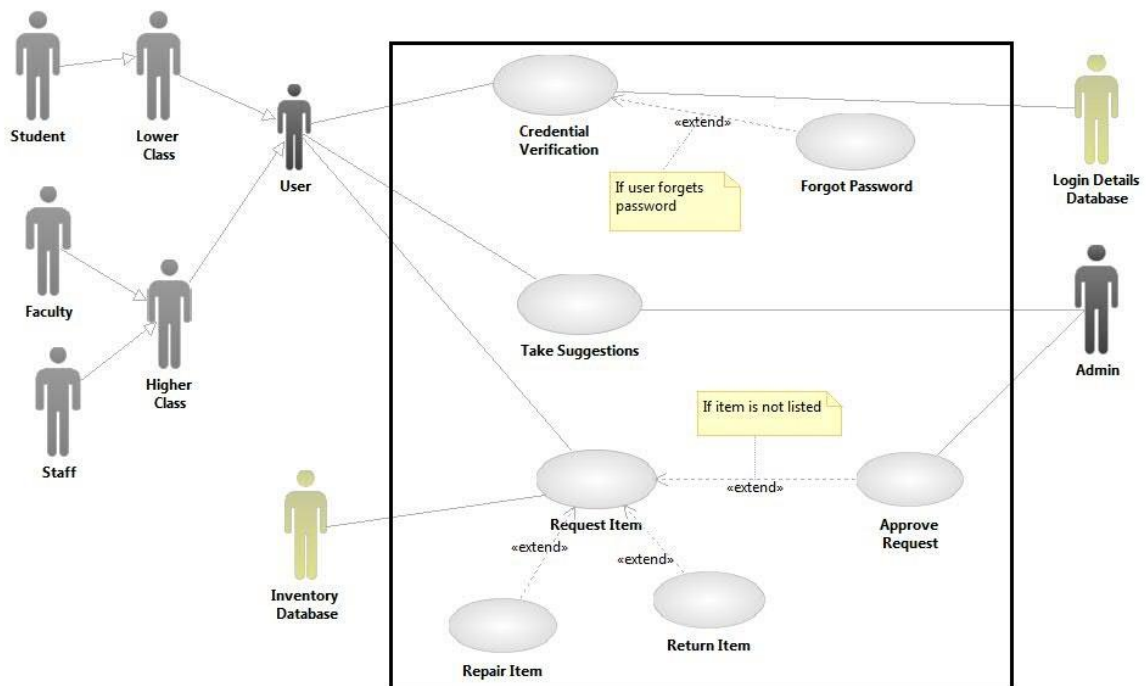 Student
Lower
Class
User
Credential
Verification
«extend»
Forgot Password
If user forgets
password
Login Details
Database
Faculty
Higher
Class
Staff
Take Suggestions
Admin
If item is not listed
Request Item
«extend»
Approve
Request
Inventory
Database
«extend»
«extend»
Repair Item
Return Item